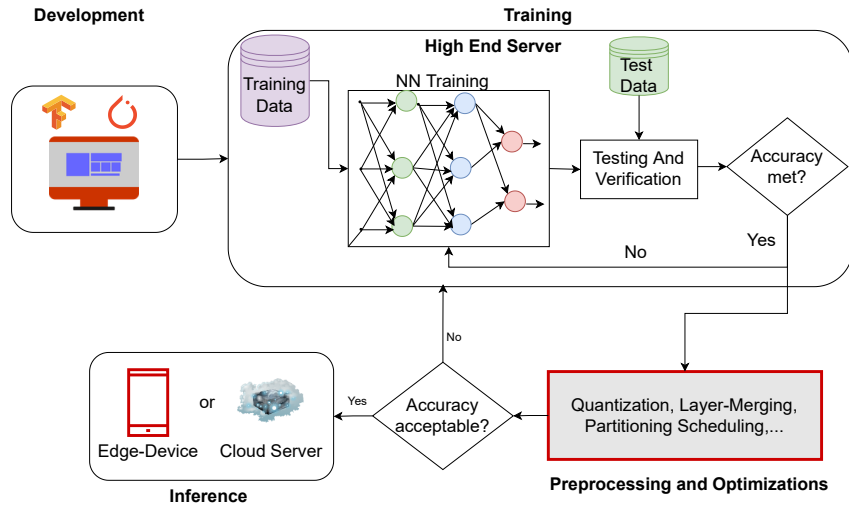 Development
Training
High End Server
Training
Data
NN Training
Test
Data
Testing And
Verification
Accuracy
met?
No
Yes
No
Quantization, Layer-Merging,
Partitioning Scheduling,...
Preprocessing and Optimizations
Accuracy
acceptable?
Yes
or
Edge-Device
Cloud Server
Inference